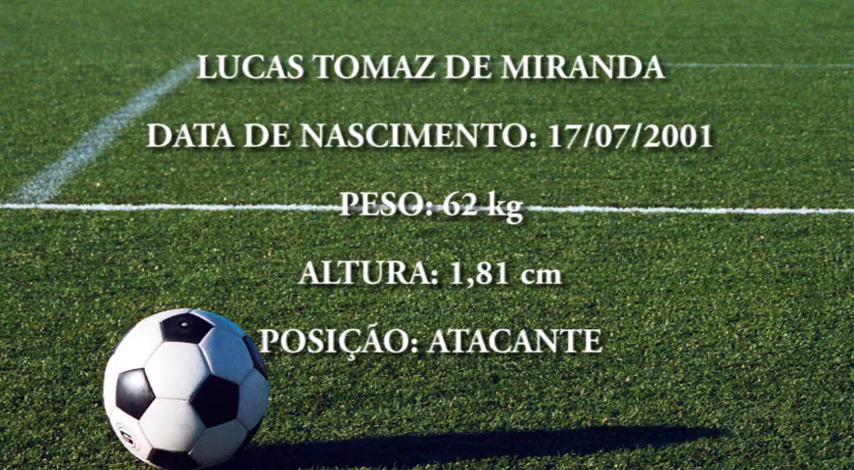 LUCAS TOMAZ DE MIRANDA
DATA DE NASCIMENTO: 17/07/2001
PESO: 62 kg
ALTURA: 1,81 cm
POSIÇÃO: ATACANTE